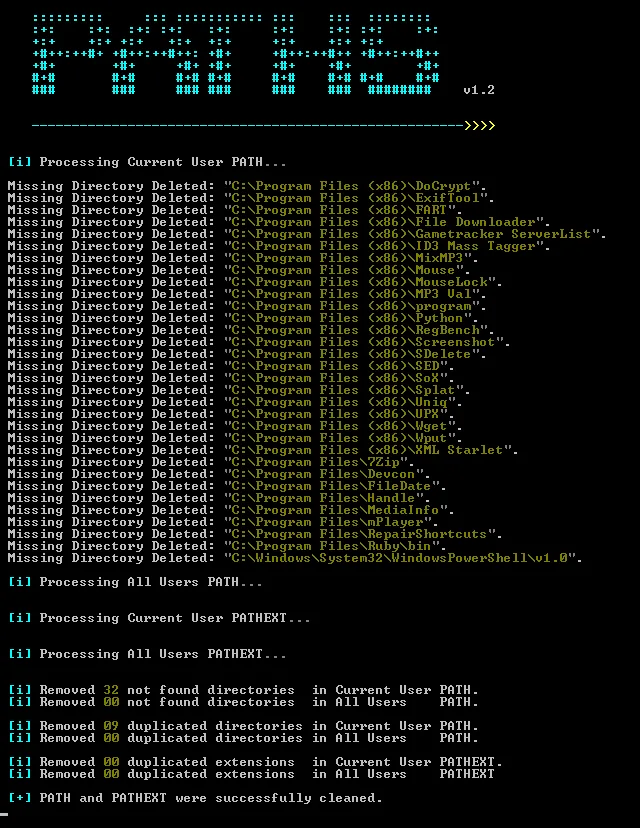 PATHS
v1.2
------------------------------------------------------>>>>
[i] Processing Current User PATH...
Missing Directory Deleted: "C:\Program Files (x86)\DoCrypt".
Missing Directory Deleted: "C:\Program Files (x86)\ExifTool".
Missing Directory Deleted: "C:\Program Files (x86)\FART".
Missing Directory Deleted: "C:\Program Files (x86)\File Downloader".
Missing Directory Deleted: "C:\Program Files (x86)\Gametracker ServerList".
Missing Directory Deleted: "C:\Program Files (x86)\ID3 Mass Tagger".
Missing Directory Deleted: "C:\Program Files (x86)\MixMP3".
Missing Directory Deleted: "C:\Program Files (x86)\Mouse".
Missing Directory Deleted: "C:\Program Files (x86)\MouseLock".
Missing Directory Deleted: "C:\Program Files (x86)\MP3 Val".
Missing Directory Deleted: "C:\Program Files (x86)\program".
Missing Directory Deleted: "C:\Program Files (x86)\Python".
Missing Directory Deleted: "C:\Program Files (x86)\RegBench".
Missing Directory Deleted: "C:\Program Files (x86)\Screenshot".
Missing Directory Deleted: "C:\Program Files (x86)\SDelete".
Missing Directory Deleted: "C:\Program Files (x86)\SED".
Missing Directory Deleted: "C:\Program Files (x86)\SoX".
Missing Directory Deleted: "C:\Program Files (x86)\Splat".
Missing Directory Deleted: "C:\Program Files (x86)\Uniq".
Missing Directory Deleted: "C:\Program Files (x86)\UPX".
Missing Directory Deleted: "C:\Program Files (x86)\Wget".
Missing Directory Deleted: "C:\Program Files (x86)\Wput".
Missing Directory Deleted: "C:\Program Files (x86)\XML Starlet".
Missing Directory Deleted: "C:\Program Files\7Zip".
Missing Directory Deleted: "C:\Program Files\Devcon".
Missing Directory Deleted: "C:\Program Files\FileDate".
Missing Directory Deleted: "C:\Program Files\Handle".
Missing Directory Deleted: "C:\Program Files\MediaInfo".
Missing Directory Deleted: "C:\Program Files\mPlayer".
Missing Directory Deleted: "C:\Program Files\RepairShortcuts".
Missing Directory Deleted: "C:\Program Files\Ruby\bin".
Missing Directory Deleted: "C:\Windows\System32\WindowsPowerShell\v1.0".
[i] Processing All Users PATH...
[i] Processing Current User PATHEXT...
[i] Processing All Users PATHEXT...
[i] Removed 32 not found directories  in Current User PATH.
[i] Removed 00 not found directories  in All Users    PATH.
[i] Removed 09 duplicated directories in Current User PATH.
[i] Removed 00 duplicated directories in All Users    PATH.
[i] Removed 00 duplicated extensions  in Current User PATHEXT.
[i] Removed 00 duplicated extensions  in All Users    PATHEXT
[+] PATH and PATHEXT were successfully cleaned.